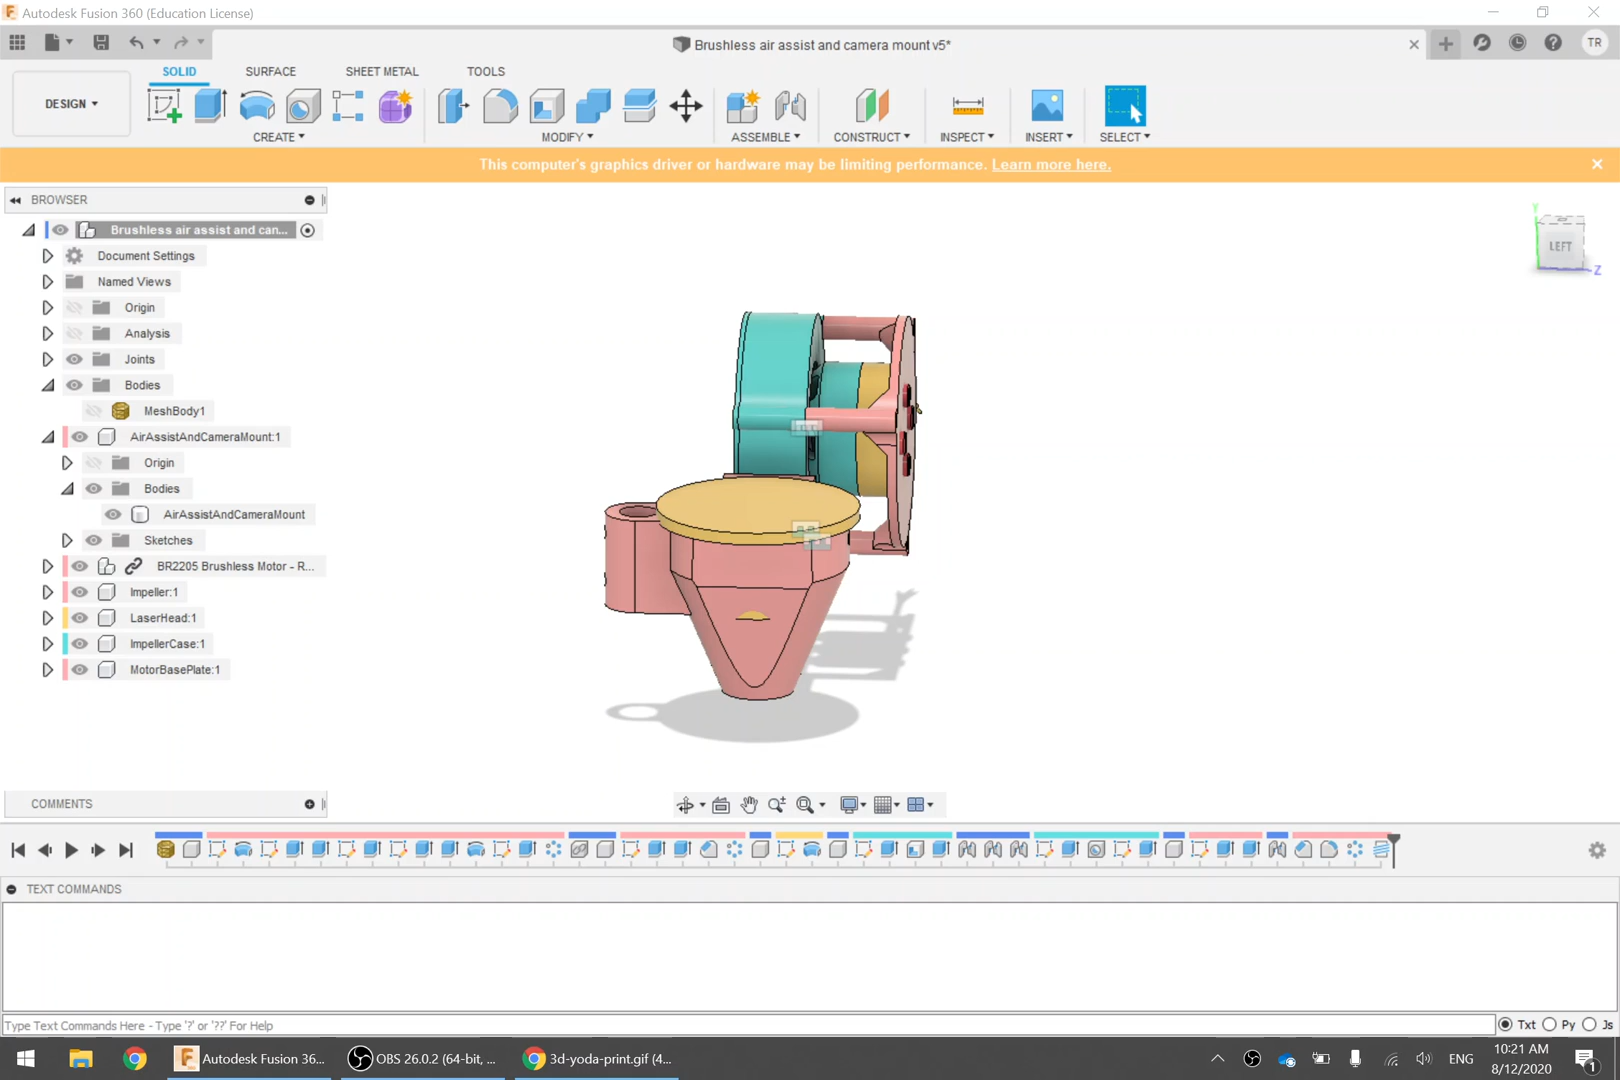 Autodesk Fusion 360 (Education License)
Brushless air assist and camera mount v5*
TR
DESIGN
SOLID
SURFACE
SHEET METAL
TOOLS
CREATE
MODIFY
ASSEMBLE
CONSTRUCT
INSPECT
INSERT
SELECT
This computer's graphics driver or hardware may be limiting performance. Learn more here.
BROWSER
Brushless air assist and can...
Document Settings
Named Views
Origin
Analysis
Joints
Bodies
MeshBody1
AirAssistAndCameraMount:1
Origin
Bodies
AirAssistAndCameraMount
Sketches
BR2205 Brushless Motor - R...
Impeller:1
LaserHead:1
ImpellerCase:1
MotorBasePlate:1
Y
LEFT
Z
COMMENTS
TEXT COMMANDS
Type Text Commands Here - Type '?' or '??' For Help
Txt
Py
Js
Autodesk Fusion 36...
OBS 26.0.2 (64-bit, ...
3d-yoda-print.gif (4...
ENG
10:21 AM
8/12/2020
1